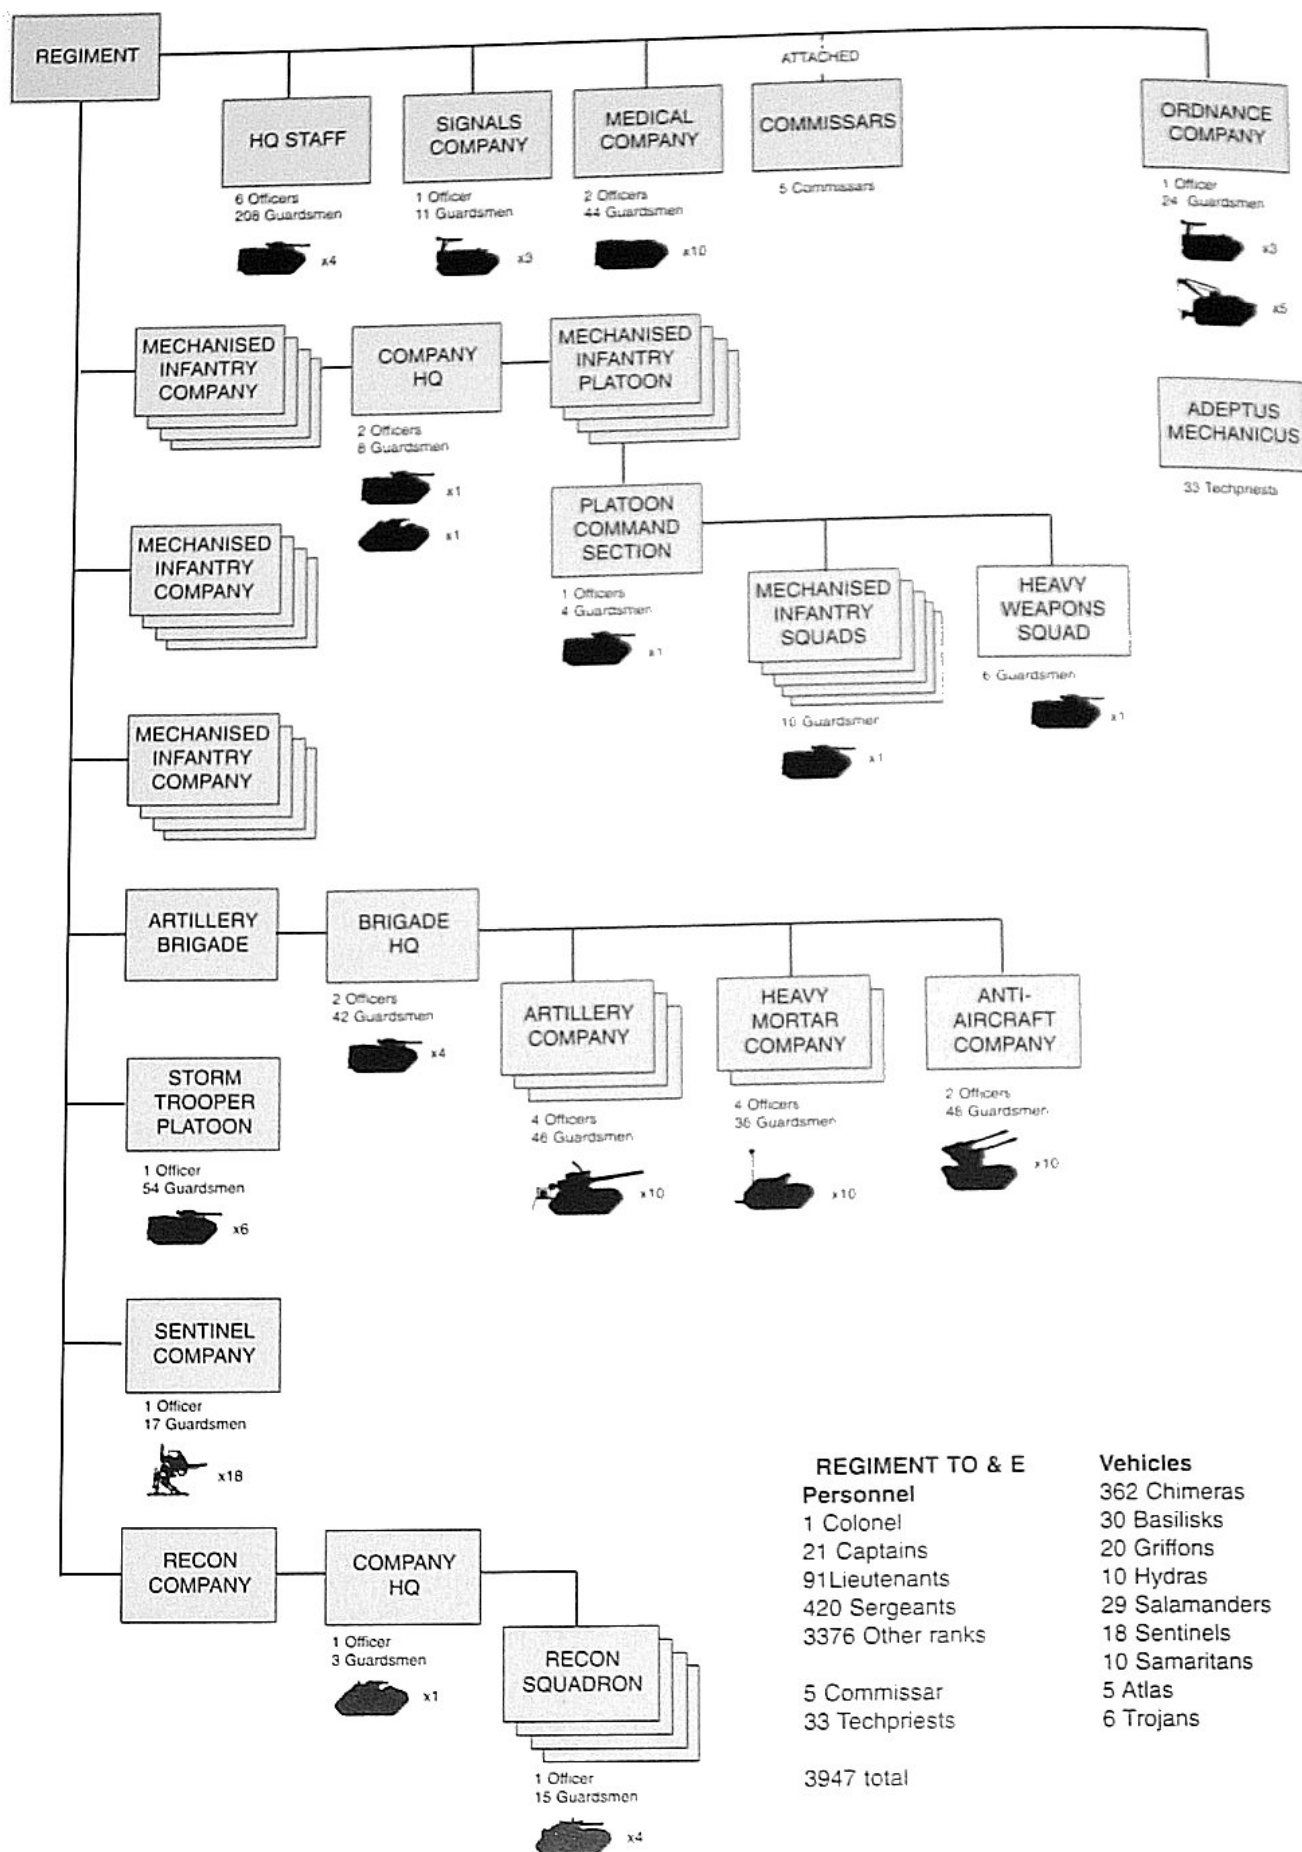 REGIMENT
ATTACHED
HQ STAFF
6 Officers
208 Guardsmen
x4
SIGNALS
COMPANY
1 Officer
11 Guardsmen
x3
MEDICAL
COMPANY
2 Officers
44 Guardsmen
x10
COMMISSARS
5 Commissars
ORDNANCE
COMPANY
1 Officer
24 Guardsmen
x3
x5
ADEPTUS
MECHANICUS
33 Techpriests
MECHANISED
INFANTRY
COMPANY
COMPANY
HQ
2 Officers
8 Guardsmen
x1
x1
MECHANISED
INFANTRY
PLATOON
PLATOON
COMMAND
SECTION
1 Officers
4 Guardsmen
x1
MECHANISED
INFANTRY
SQUADS
10 Guardsmen
x1
HEAVY
WEAPONS
SQUAD
6 Guardsmen
x1
MECHANISED
INFANTRY
COMPANY
MECHANISED
INFANTRY
COMPANY
ARTILLERY
BRIGADE
BRIGADE
HQ
2 Officers
42 Guardsmen
x4
ARTILLERY
COMPANY
4 Officers
46 Guardsmen
x10
HEAVY
MORTAR
COMPANY
4 Officers
36 Guardsmen
x10
ANTI-
AIRCRAFT
COMPANY
2 Officers
48 Guardsmen
x10
STORM
TROOPER
PLATOON
1 Officer
54 Guardsmen
x6
SENTINEL
COMPANY
1 Officer
17 Guardsmen
x18
RECON
COMPANY
COMPANY
HQ
1 Officer
3 Guardsmen
x1
RECON
SQUADRON
1 Officer
15 Guardsmen
x4
REGIMENT TO & E
Personnel
1 Colonel
21 Captains
91Lieutenants
420 Sergeants
3376 Other ranks
5 Commissar
33 Techpriests
3947 total
Vehicles
362 Chimeras
30 Basilisks
20 Griffons
10 Hydras
29 Salamanders
18 Sentinels
10 Samaritans
5 Atlas
6 Trojans